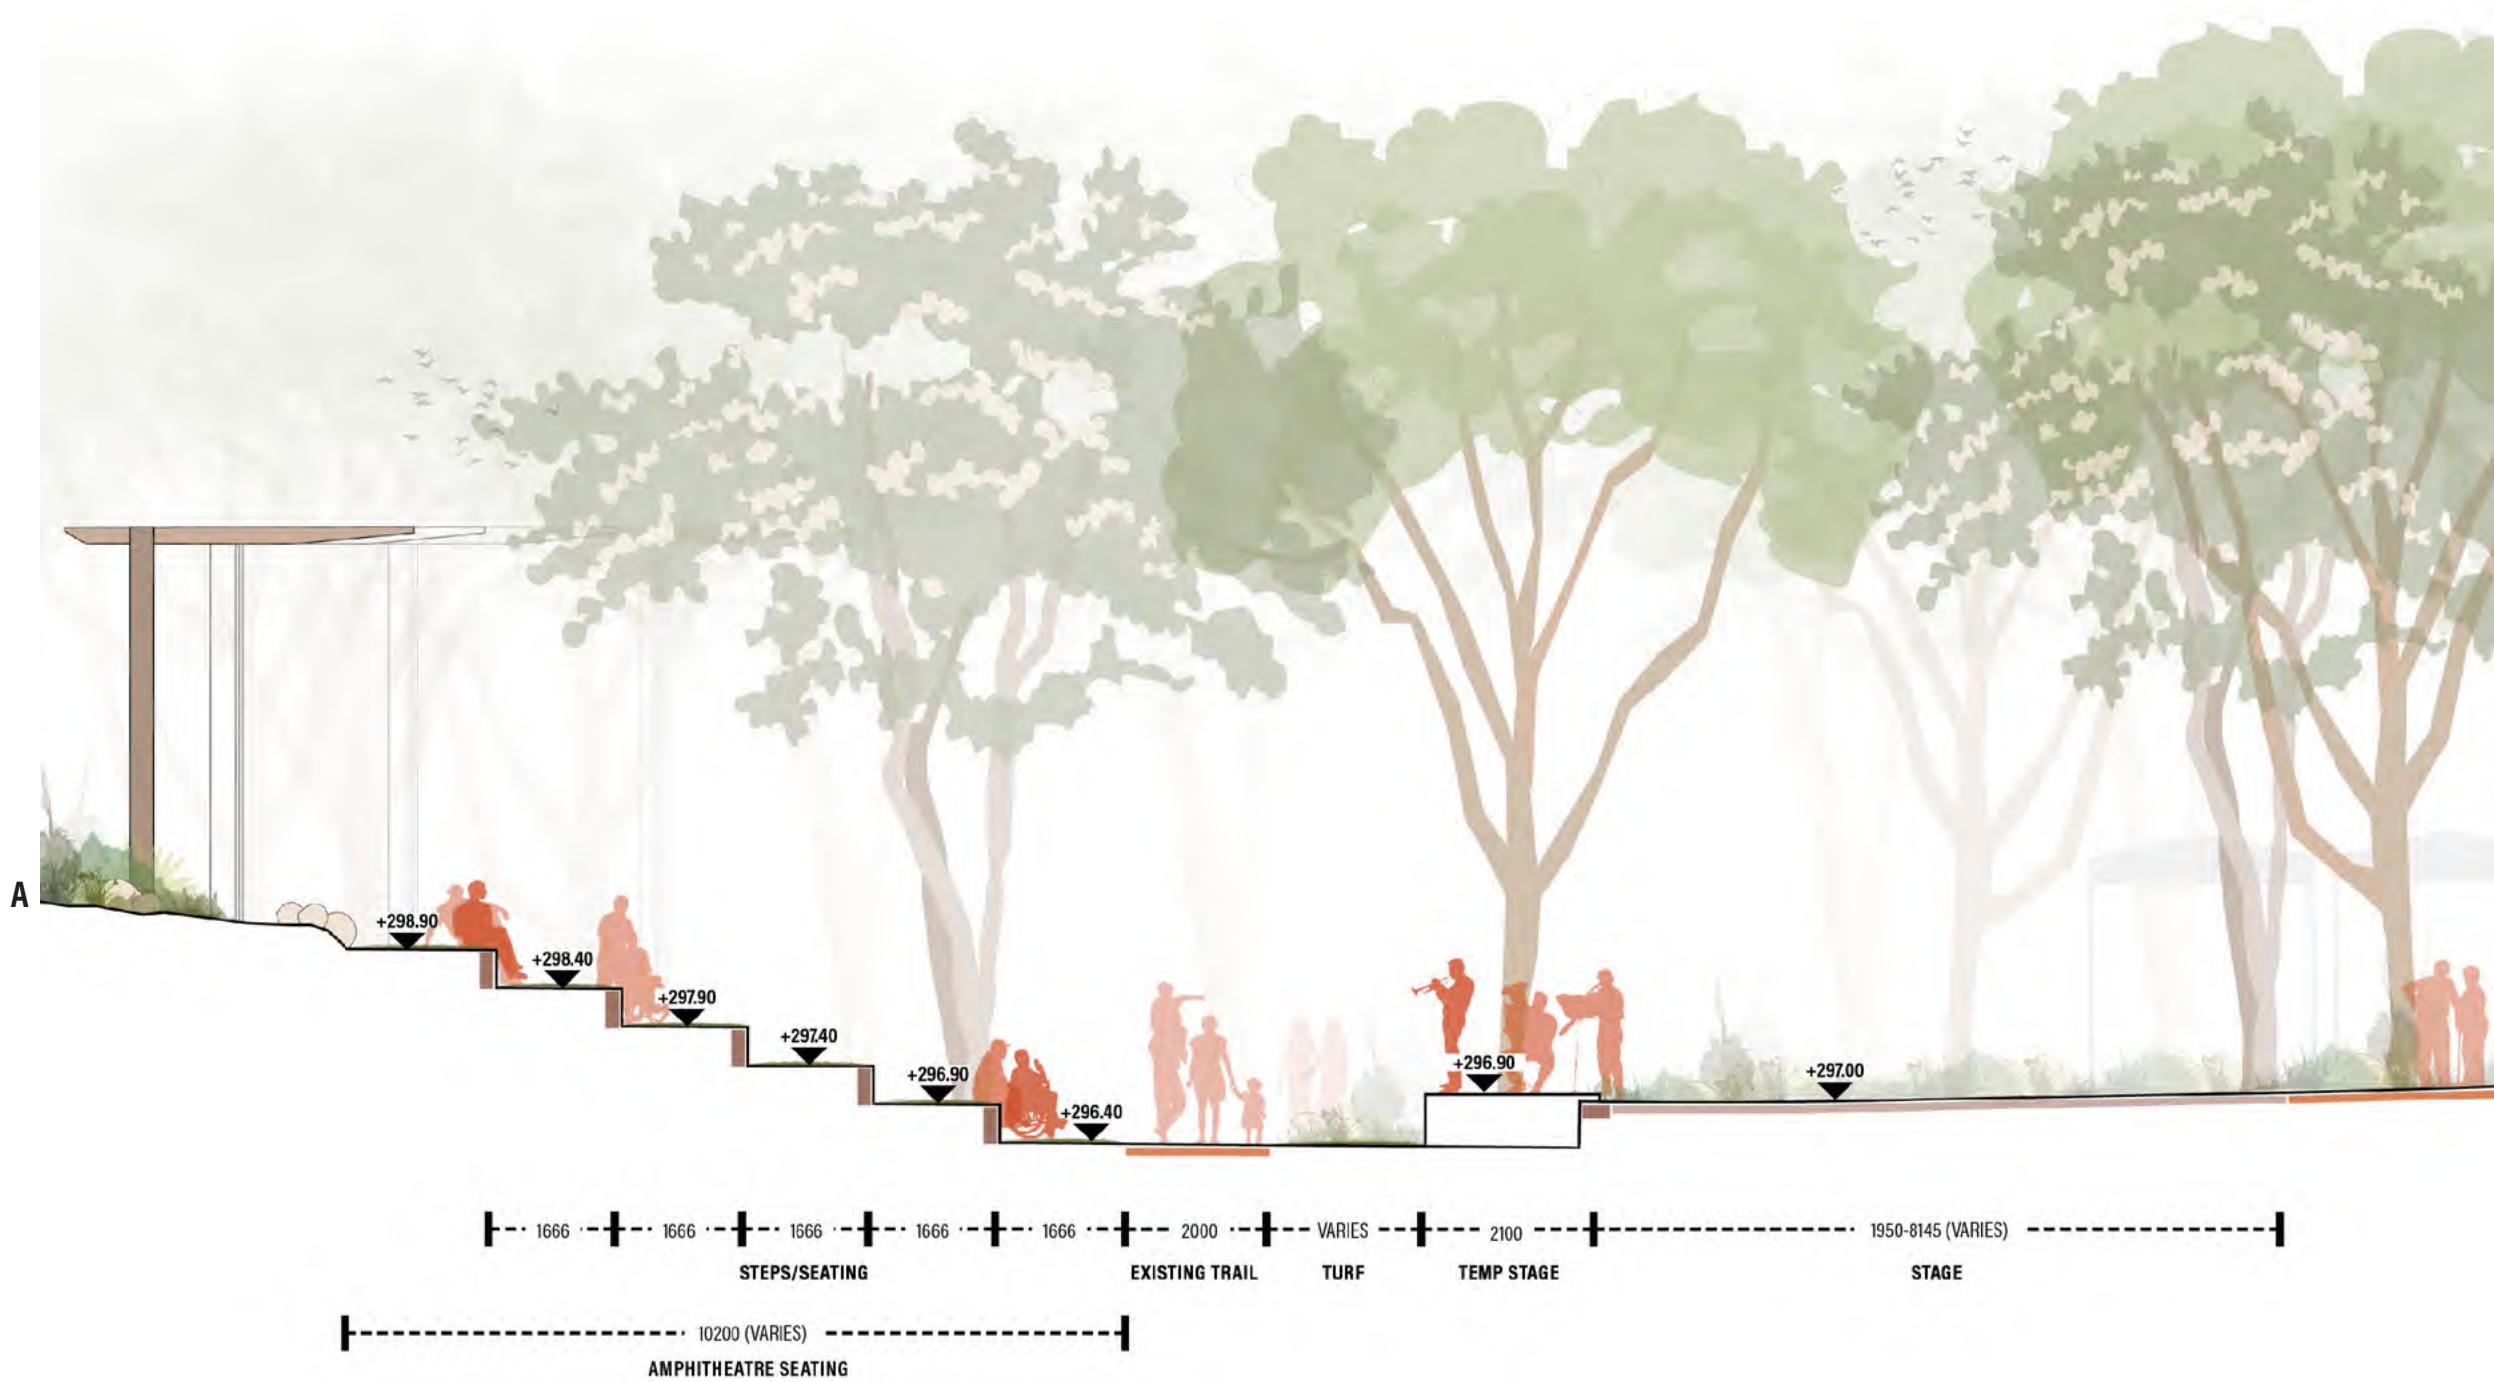 A
+298.90
+298.40
+297.90
+297.40
+296.90
+296.40
+296.90
+297.00
1666 1666 1666 1666 1666 2000 VARIES 2100 1950-8145 (VARIES)
STEPS/SEATING EXISTING TRAIL TURF TEMP STAGE STAGE
10200 (VARIES)
AMPHITHEATRE SEATING